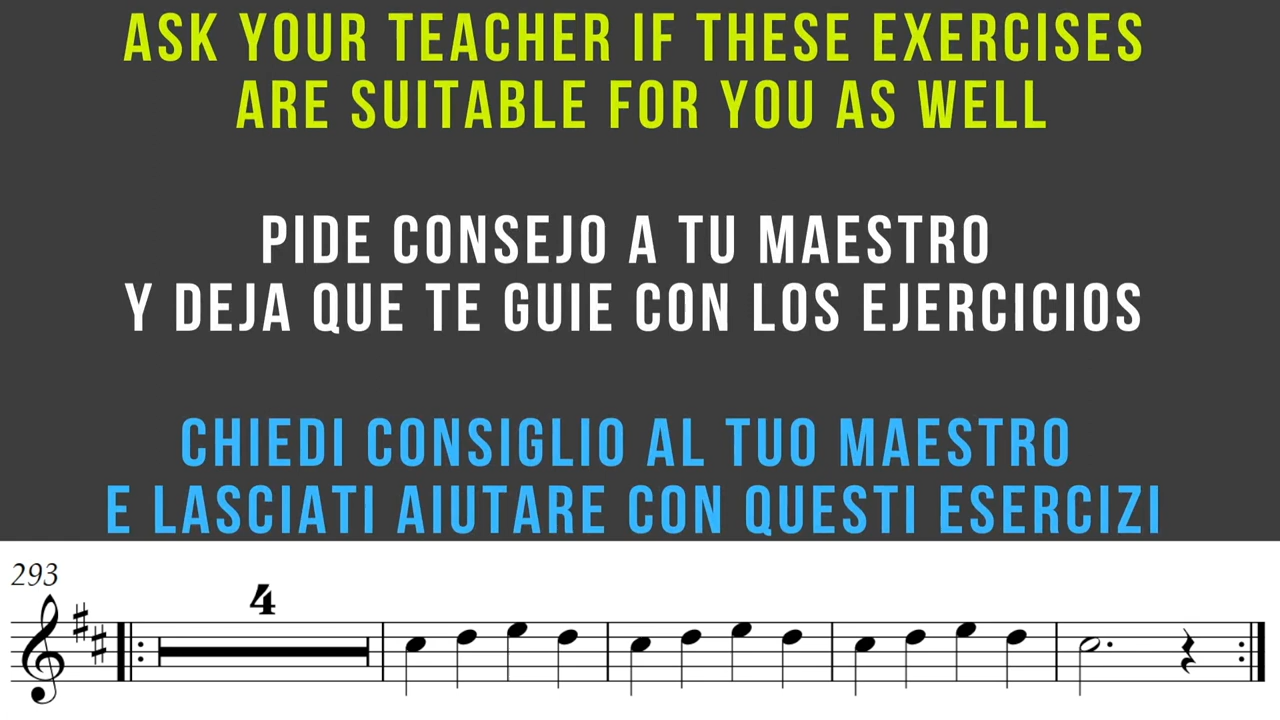 ASK YOUR TEACHER IF THESE EXERCISES
ARE SUITABLE FOR YOU AS WELL
PIDE CONSEJO A TU MAESTRO
Y DEJA QUE TE GUIE CON LOS EJERCICIOS
CHIEDI CONSIGLIO AL TUO MAESTRO
E LASCIATI AIUTARE CON QUESTI ESERCIZI
293
4